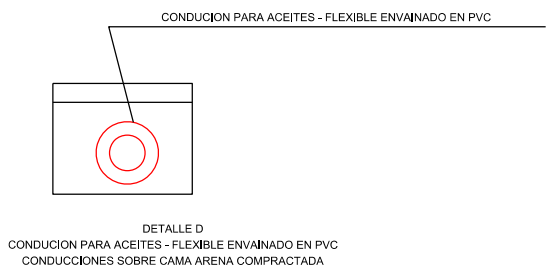 CONDUCION PARA ACEITES - FLEXIBLE ENVAINADO EN PVC
DETALLE D
CONDUCION PARA ACEITES - FLEXIBLE ENVAINADO EN PVC
CONDUCCIONES SOBRE CAMA ARENA COMPRACTADA